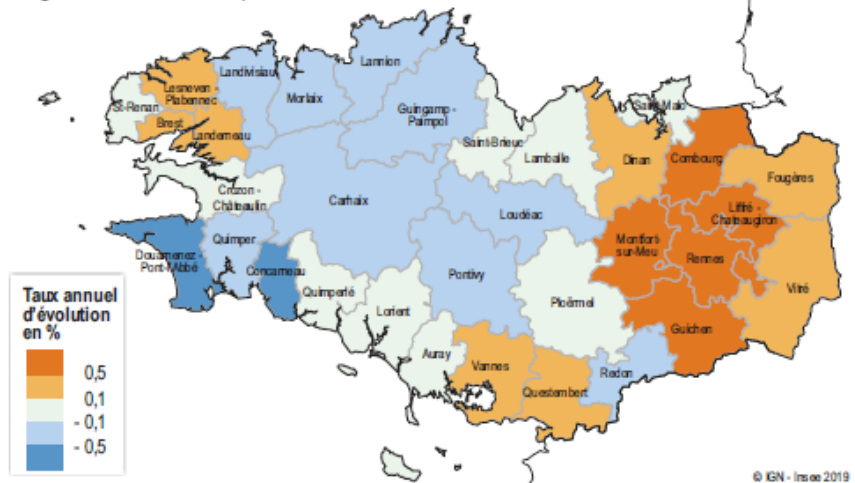 Lannion
Landivisiau
Lesneven -
Plabennec
Morlaix
St-Renan
Guingamp -
Paimpol
Saint-Malo
Brest
Landerneau
Saint-Brieuc
Lamballe
Dinan
Combourg
Fougères
Crozon -
Châteaulin
Carhaix
Loudéac
Liffré -
Chateaugiron
Quimper
Montfort-
sur-Meu
Douarnenez -
Pont-l'Abbé
Concarneau
Pontivy
Rennes
Vitré
Quimperlé
Ploërmel
Lorient
Guichen
Auray
Vannes
Redon
Questembert
Taux annuel
d'évolution
en %
0,5
0,1
- 0,1
- 0,5
© IGN - Insee 2019